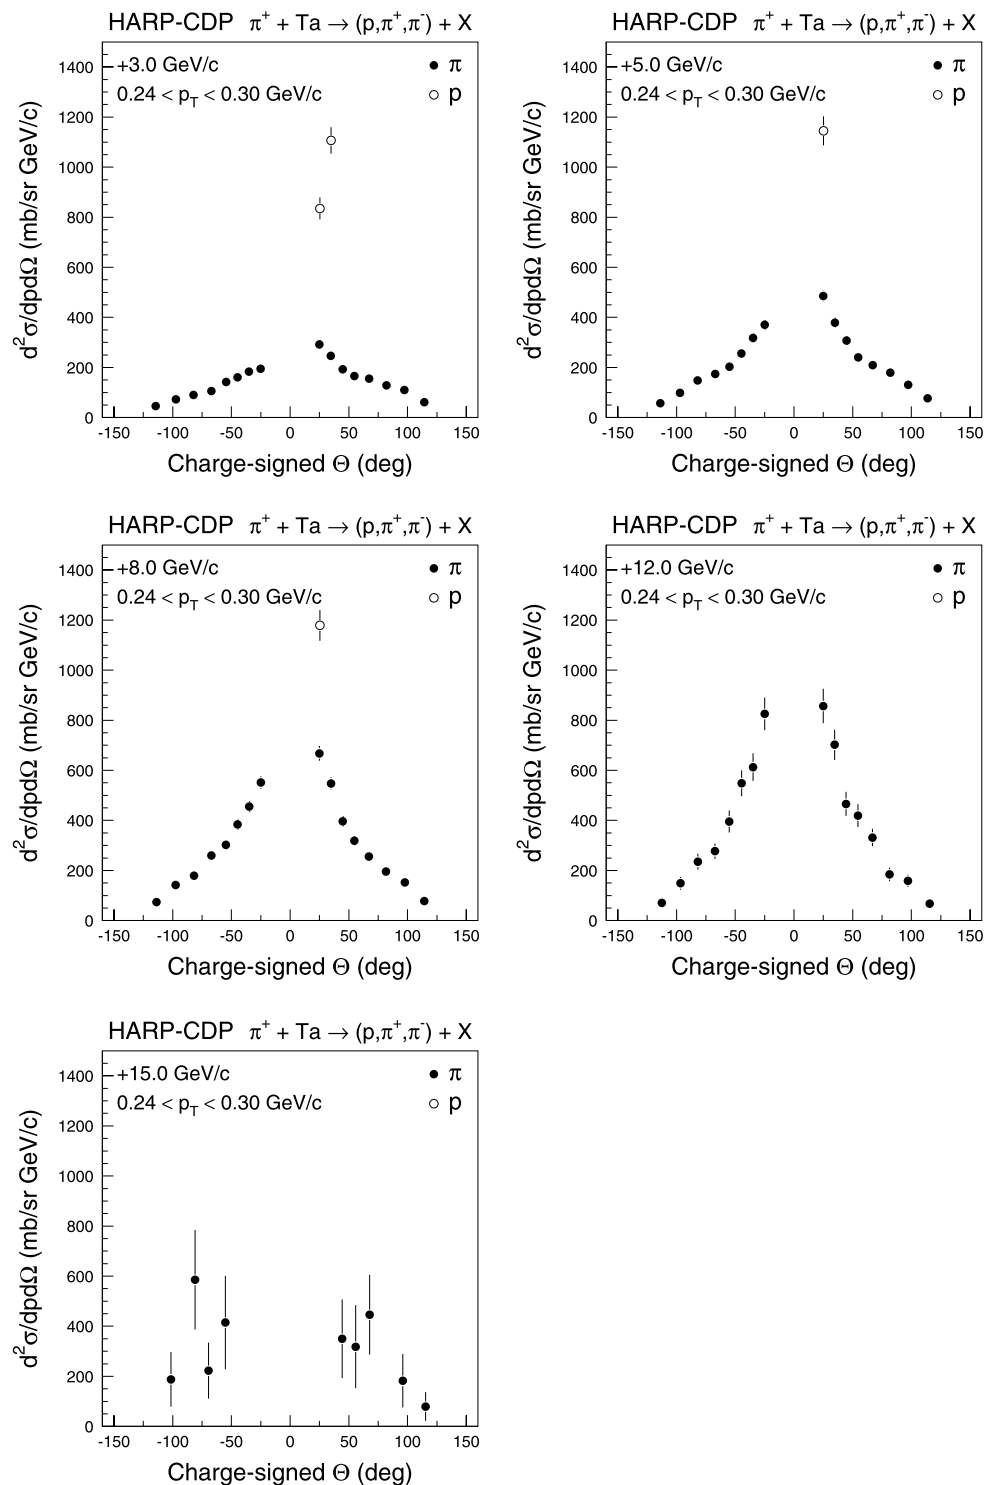 HARP-CDP π⁺ + Ta → (p,π⁺,π⁻) + X
+3.0 GeV/c
π
0.24 < p_T < 0.30 GeV/c
p
d²σ/dpdΩ (mb/sr GeV/c)
1400
1200
1000
800
600
400
200
0
-150 -100 -50 0 50 100 150
Charge-signed Θ (deg)
HARP-CDP π⁺ + Ta → (p,π⁺,π⁻) + X
+5.0 GeV/c
π
0.24 < p_T < 0.30 GeV/c
p
d²σ/dpdΩ (mb/sr GeV/c)
1400
1200
1000
800
600
400
200
0
-150 -100 -50 0 50 100 150
Charge-signed Θ (deg)
HARP-CDP π⁺ + Ta → (p,π⁺,π⁻) + X
+8.0 GeV/c
π
0.24 < p_T < 0.30 GeV/c
p
d²σ/dpdΩ (mb/sr GeV/c)
1400
1200
1000
800
600
400
200
0
-150 -100 -50 0 50 100 150
Charge-signed Θ (deg)
HARP-CDP π⁺ + Ta → (p,π⁺,π⁻) + X
+12.0 GeV/c
π
0.24 < p_T < 0.30 GeV/c
p
d²σ/dpdΩ (mb/sr GeV/c)
1400
1200
1000
800
600
400
200
0
-150 -100 -50 0 50 100 150
Charge-signed Θ (deg)
HARP-CDP π⁺ + Ta → (p,π⁺,π⁻) + X
+15.0 GeV/c
π
0.24 < p_T < 0.30 GeV/c
p
d²σ/dpdΩ (mb/sr GeV/c)
1400
1200
1000
800
600
400
200
0
-150 -100 -50 0 50 100 150
Charge-signed Θ (deg)